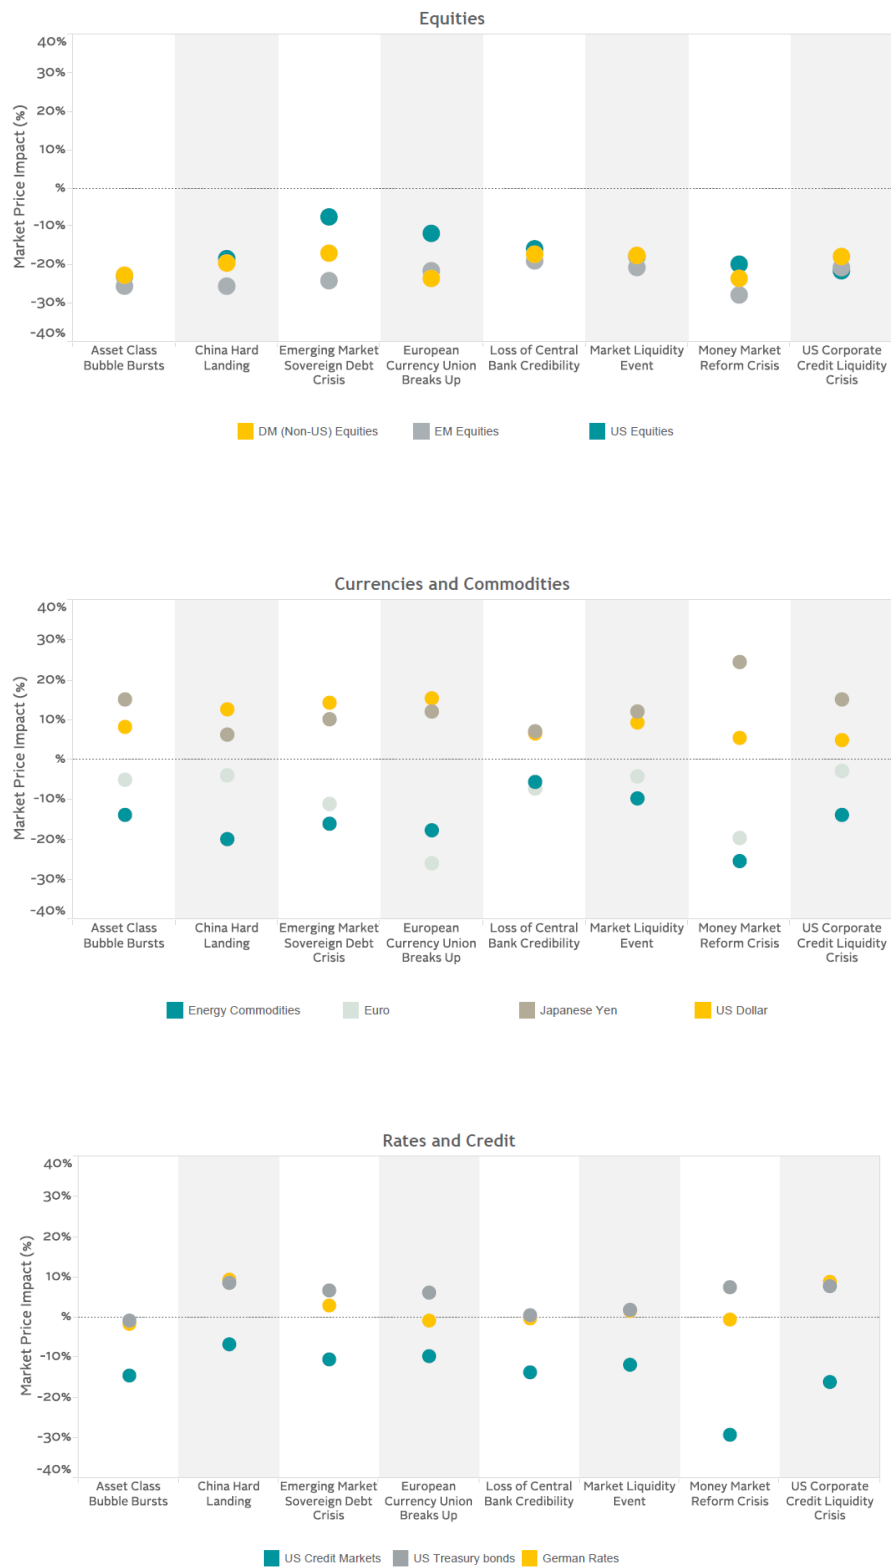 Equities
Market Price Impact (%)
40%
30%
20%
10%
%
-10%
-20%
-30%
-40%
Asset Class Bubble Bursts
China Hard Landing
Emerging Market Sovereign Debt Crisis
European Currency Union Breaks Up
Loss of Central Bank Credibility
Market Liquidity Event
Money Market Reform Crisis
US Corporate Credit Liquidity Crisis
DM (Non-US) Equities
EM Equities
US Equities
Currencies and Commodities
Market Price Impact (%)
40%
30%
20%
10%
%
-10%
-20%
-30%
-40%
Asset Class Bubble Bursts
China Hard Landing
Emerging Market Sovereign Debt Crisis
European Currency Union Breaks Up
Loss of Central Bank Credibility
Market Liquidity Event
Money Market Reform Crisis
US Corporate Credit Liquidity Crisis
Energy Commodities
Euro
Japanese Yen
US Dollar
Rates and Credit
Market Price Impact (%)
40%
30%
20%
10%
%
-10%
-20%
-30%
-40%
Asset Class Bubble Bursts
China Hard Landing
Emerging Market Sovereign Debt Crisis
European Currency Union Breaks Up
Loss of Central Bank Credibility
Market Liquidity Event
Money Market Reform Crisis
US Corporate Credit Liquidity Crisis
US Credit Markets
US Treasury bonds
German Rates